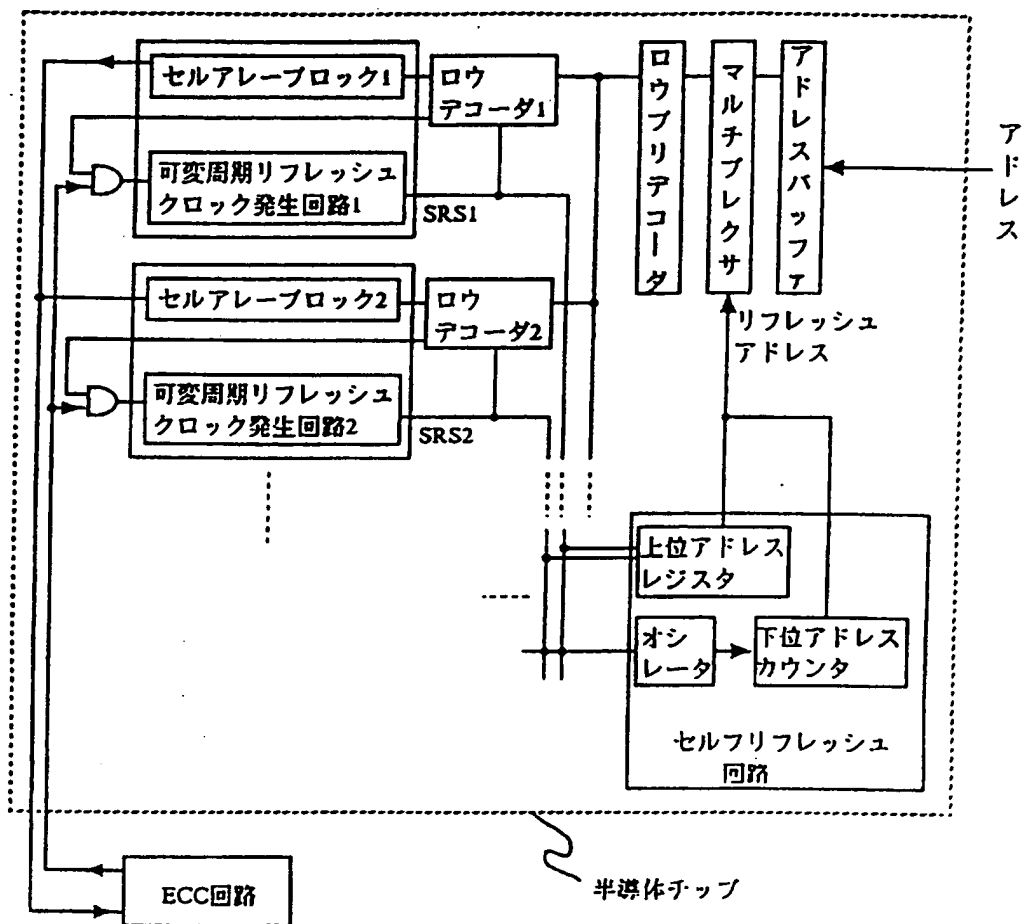 セルアレーブロック1
ロウ
デコーダ1
可変周期リフレッシュ
クロック発生回路1
SRS1
ロウプリデコーダ
マルチプレクサ
アドレスバッファ
アドレス
セルアレーブロック2
ロウ
デコーダ2
可変周期リフレッシュ
クロック発生回路2
SRS2
リフレッシュ
アドレス
上位アドレス
レジスタ
オシ
レータ
下位アドレス
カウンタ
セルフリフレッシュ
回路
半導体チップ
ECC回路